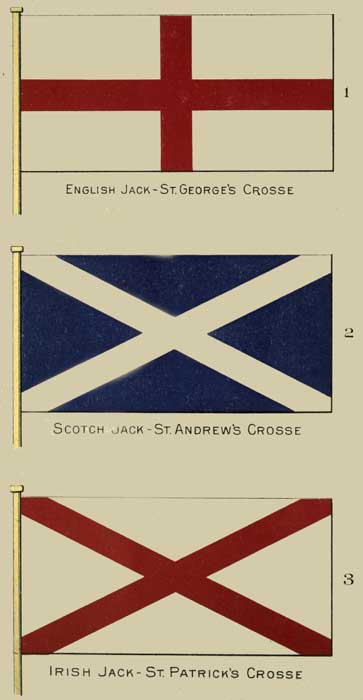 1
English Jack - St. George's Crosse
2
Scotch Jack - St. Andrew's Crosse
3
Irish Jack - St. Patrick's Crosse